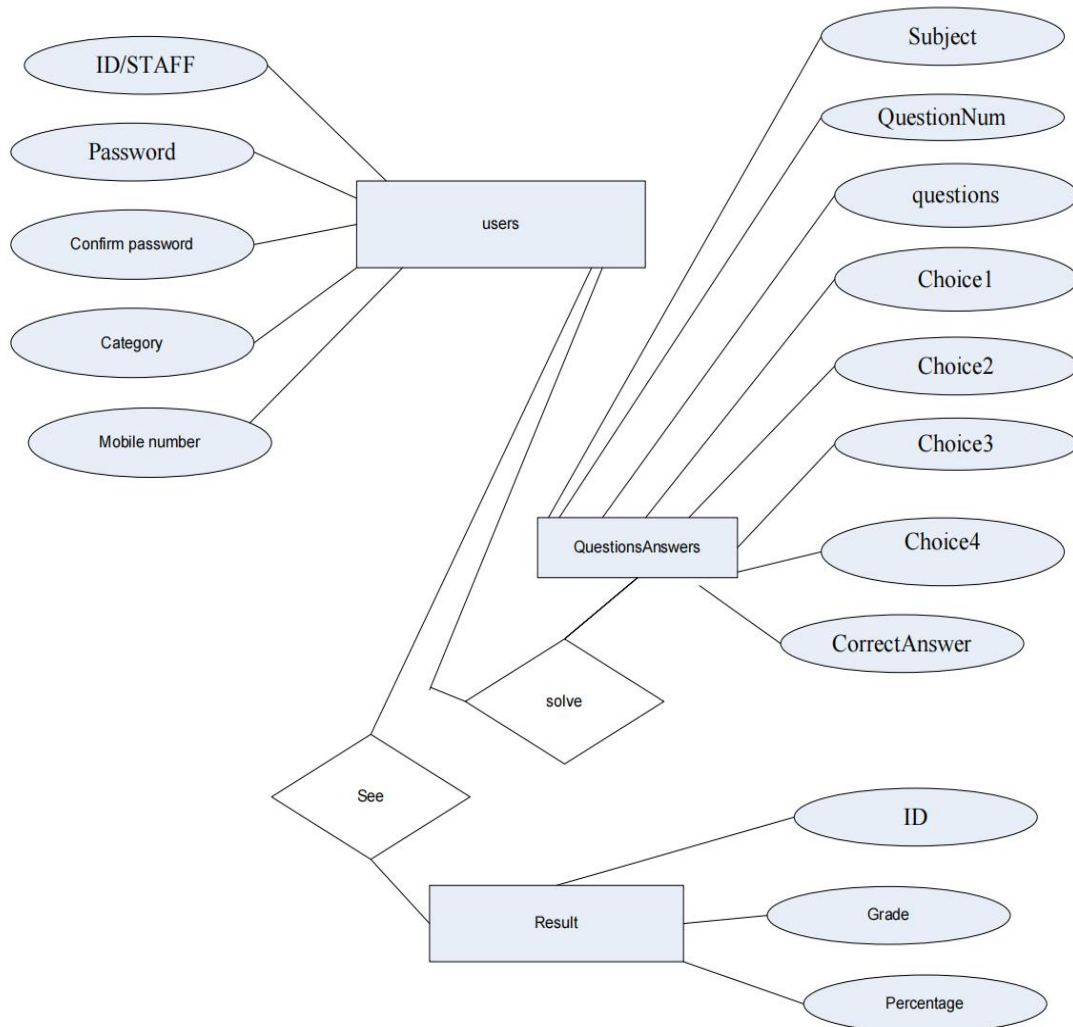 ID/STAFF
Password
Confirm password
Category
Mobile number
users
Subject
QuestionNum
questions
Choice1
Choice2
Choice3
Choice4
CorrectAnswer
QuestionsAnswers
solve
See
Result
ID
Grade
Percentage